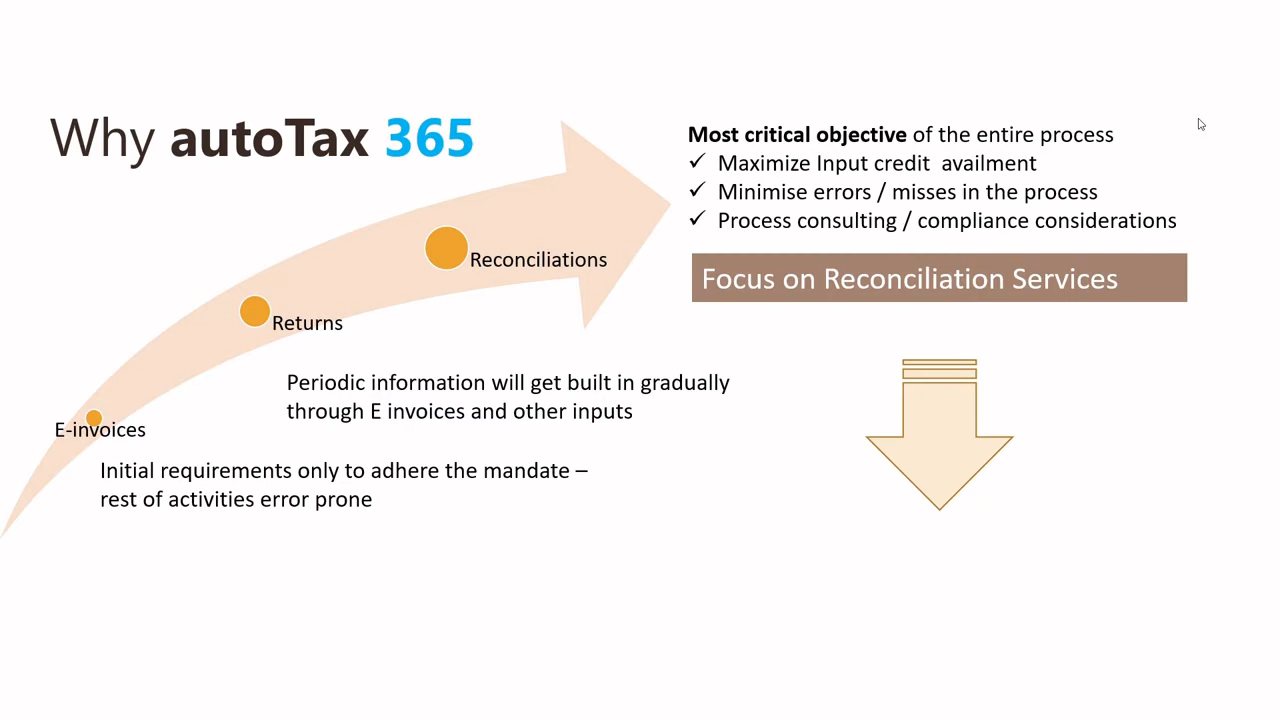 Why autoTax 365
Most critical objective of the entire process
✓ Maximize Input credit availment
✓ Minimise errors / misses in the process
✓ Process consulting / compliance considerations
Focus on Reconciliation Services
Reconciliations
Returns
Periodic information will get built in gradually
through E invoices and other inputs
E-invoices
Initial requirements only to adhere the mandate –
rest of activities error prone